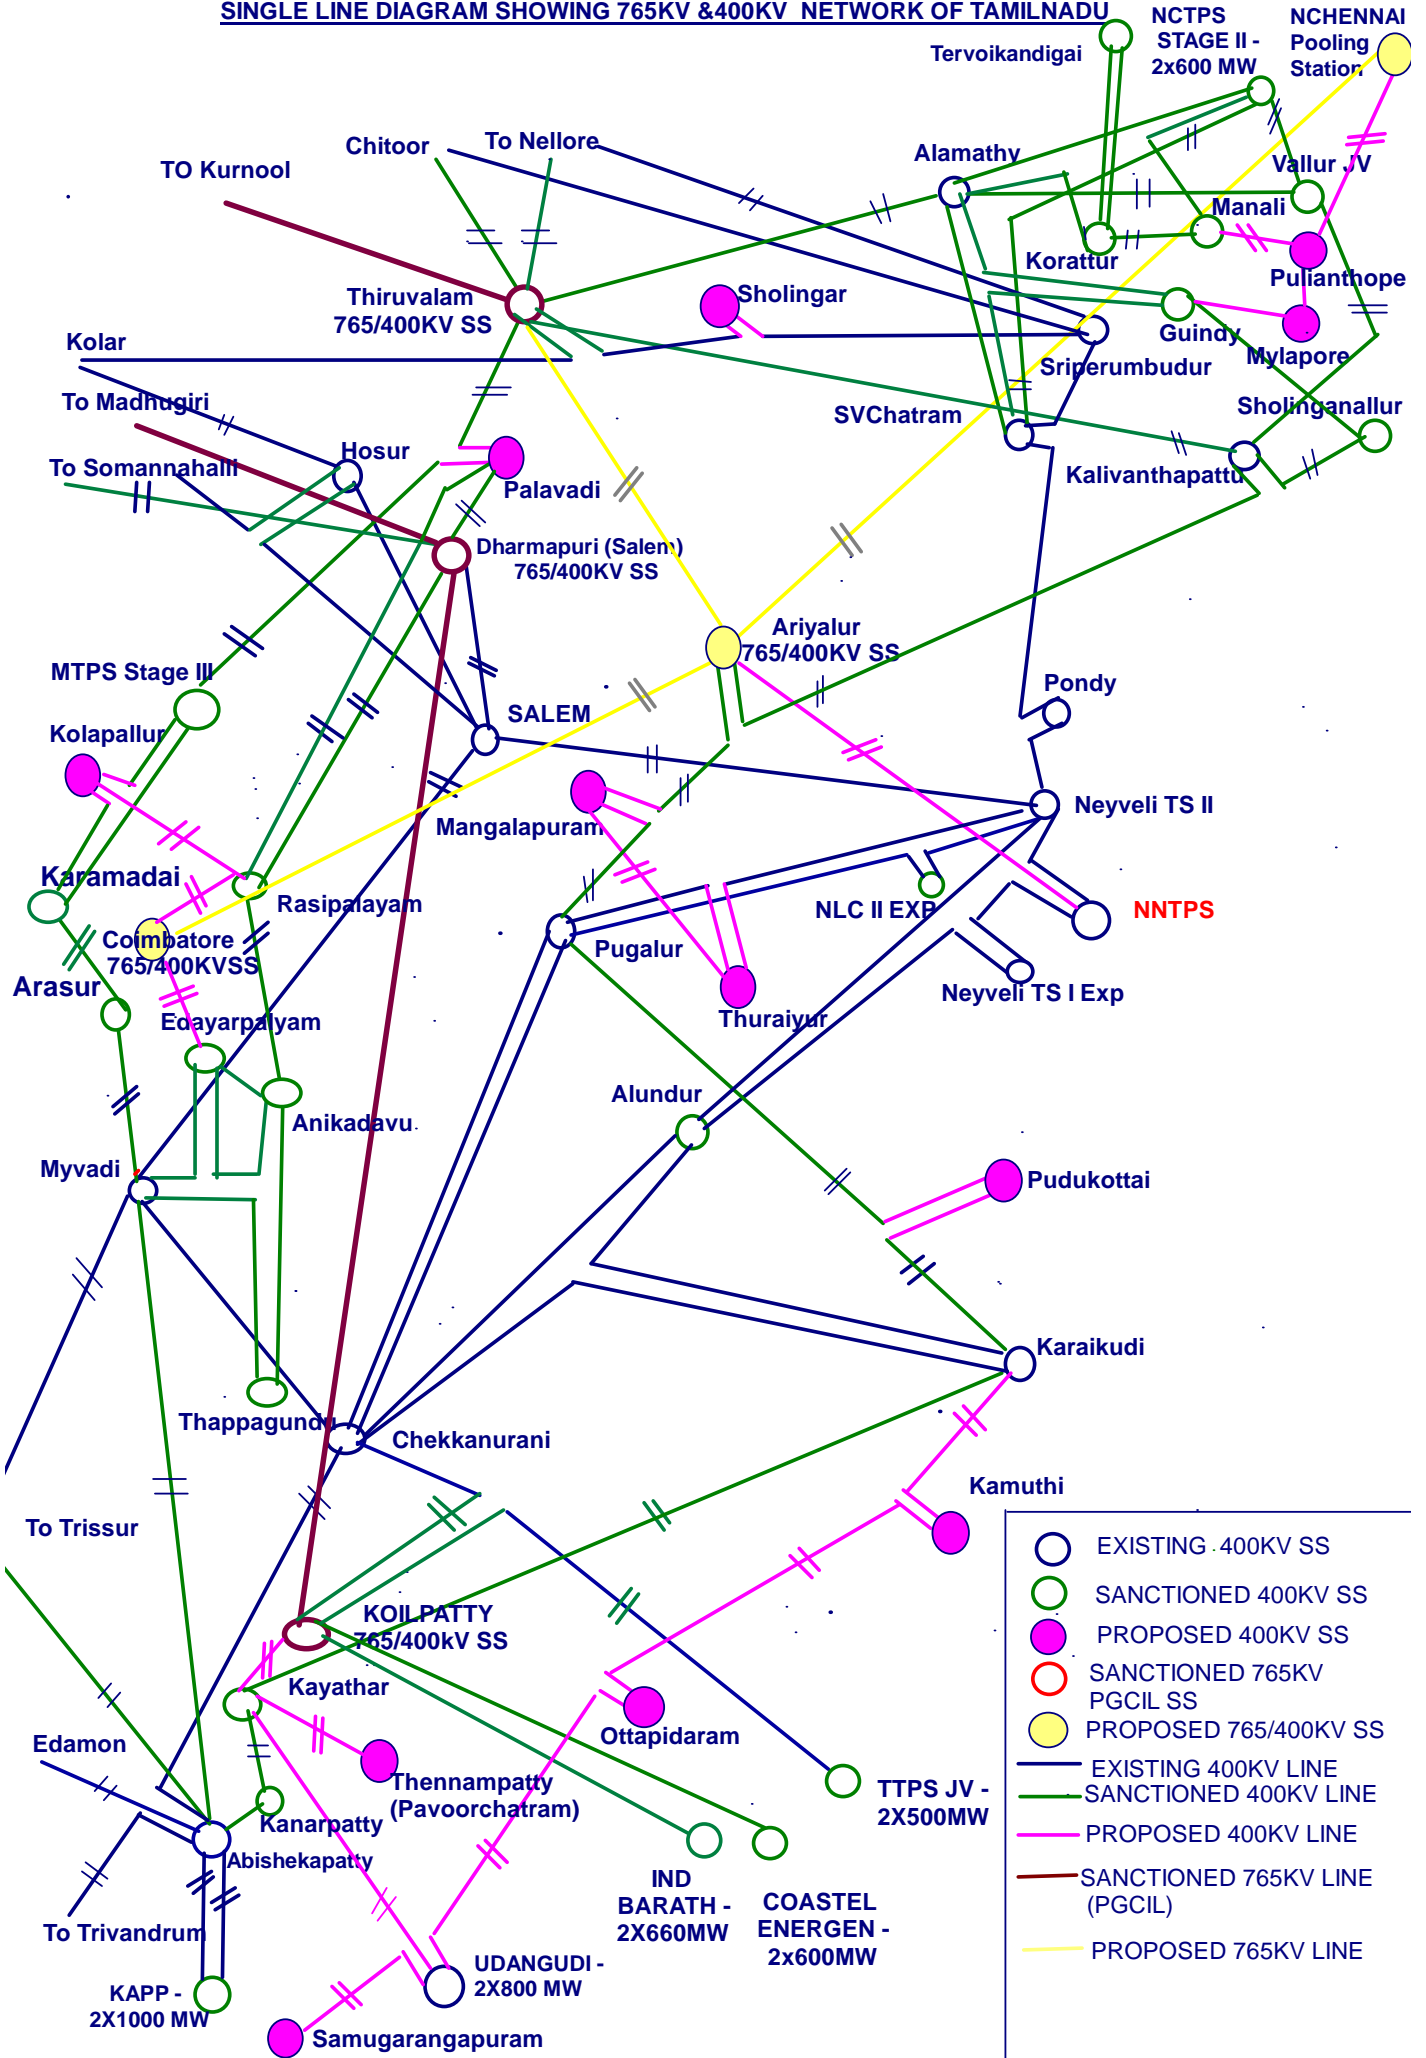 SINGLE LINE DIAGRAM SHOWING 765KV &400KV  NETWORK OF TAMILNADU
NCTPS
STAGE II -
2x600 MW
NCHENNAI
Pooling
Station
Tervoikandigai
Chitoor
To Nellore
Alamathy
TO Kurnool
Vallur JV
Manali
Korattur
Pulianthope
Thiruvalam
765/400KV SS
Sholingar
Guindy
Mylapore
Kolar
Sriperumbudur
To Madhugiri
SVChatram
Sholinganallur
Hosur
To Somannahalli
Kalivanthapattu
Palavadi
Dharmapuri (Salem)
765/400KV SS
Ariyalur
765/400KV SS
MTPS Stage III
Pondy
SALEM
Kolapallur
Neyveli TS II
Mangalapuram
Karamadai
Rasipalayam
NLC II EXP
NNTPS
Coimbatore
765/400KVSS
Pugalur
Arasur
Neyveli TS I Exp
Edayarpalyam
Thuraiyur
Alundur
Anikadavu
Myvadi
Pudukottai
Karaikudi
Thappagundu
Chekkanurani
Kamuthi
To Trissur
KOILPATTY
765/400kV SS
Kayathar
Ottapidaram
Edamon
Thennampatty
(Pavoorchatram)
TTPS JV -
2X500MW
Kanarpatty
Abishekapatty
IND
BARATH -
2X660MW
COASTEL
ENERGEN -
2x600MW
To Trivandrum
UDANGUDI -
2X800 MW
KAPP -
2X1000 MW
Samugarangapuram
EXISTING 400KV SS
SANCTIONED 400KV SS
PROPOSED 400KV SS
SANCTIONED 765KV
PGCIL SS
PROPOSED 765/400KV SS
EXISTING 400KV LINE
SANCTIONED 400KV LINE
PROPOSED 400KV LINE
SANCTIONED 765KV LINE
(PGCIL)
PROPOSED 765KV LINE